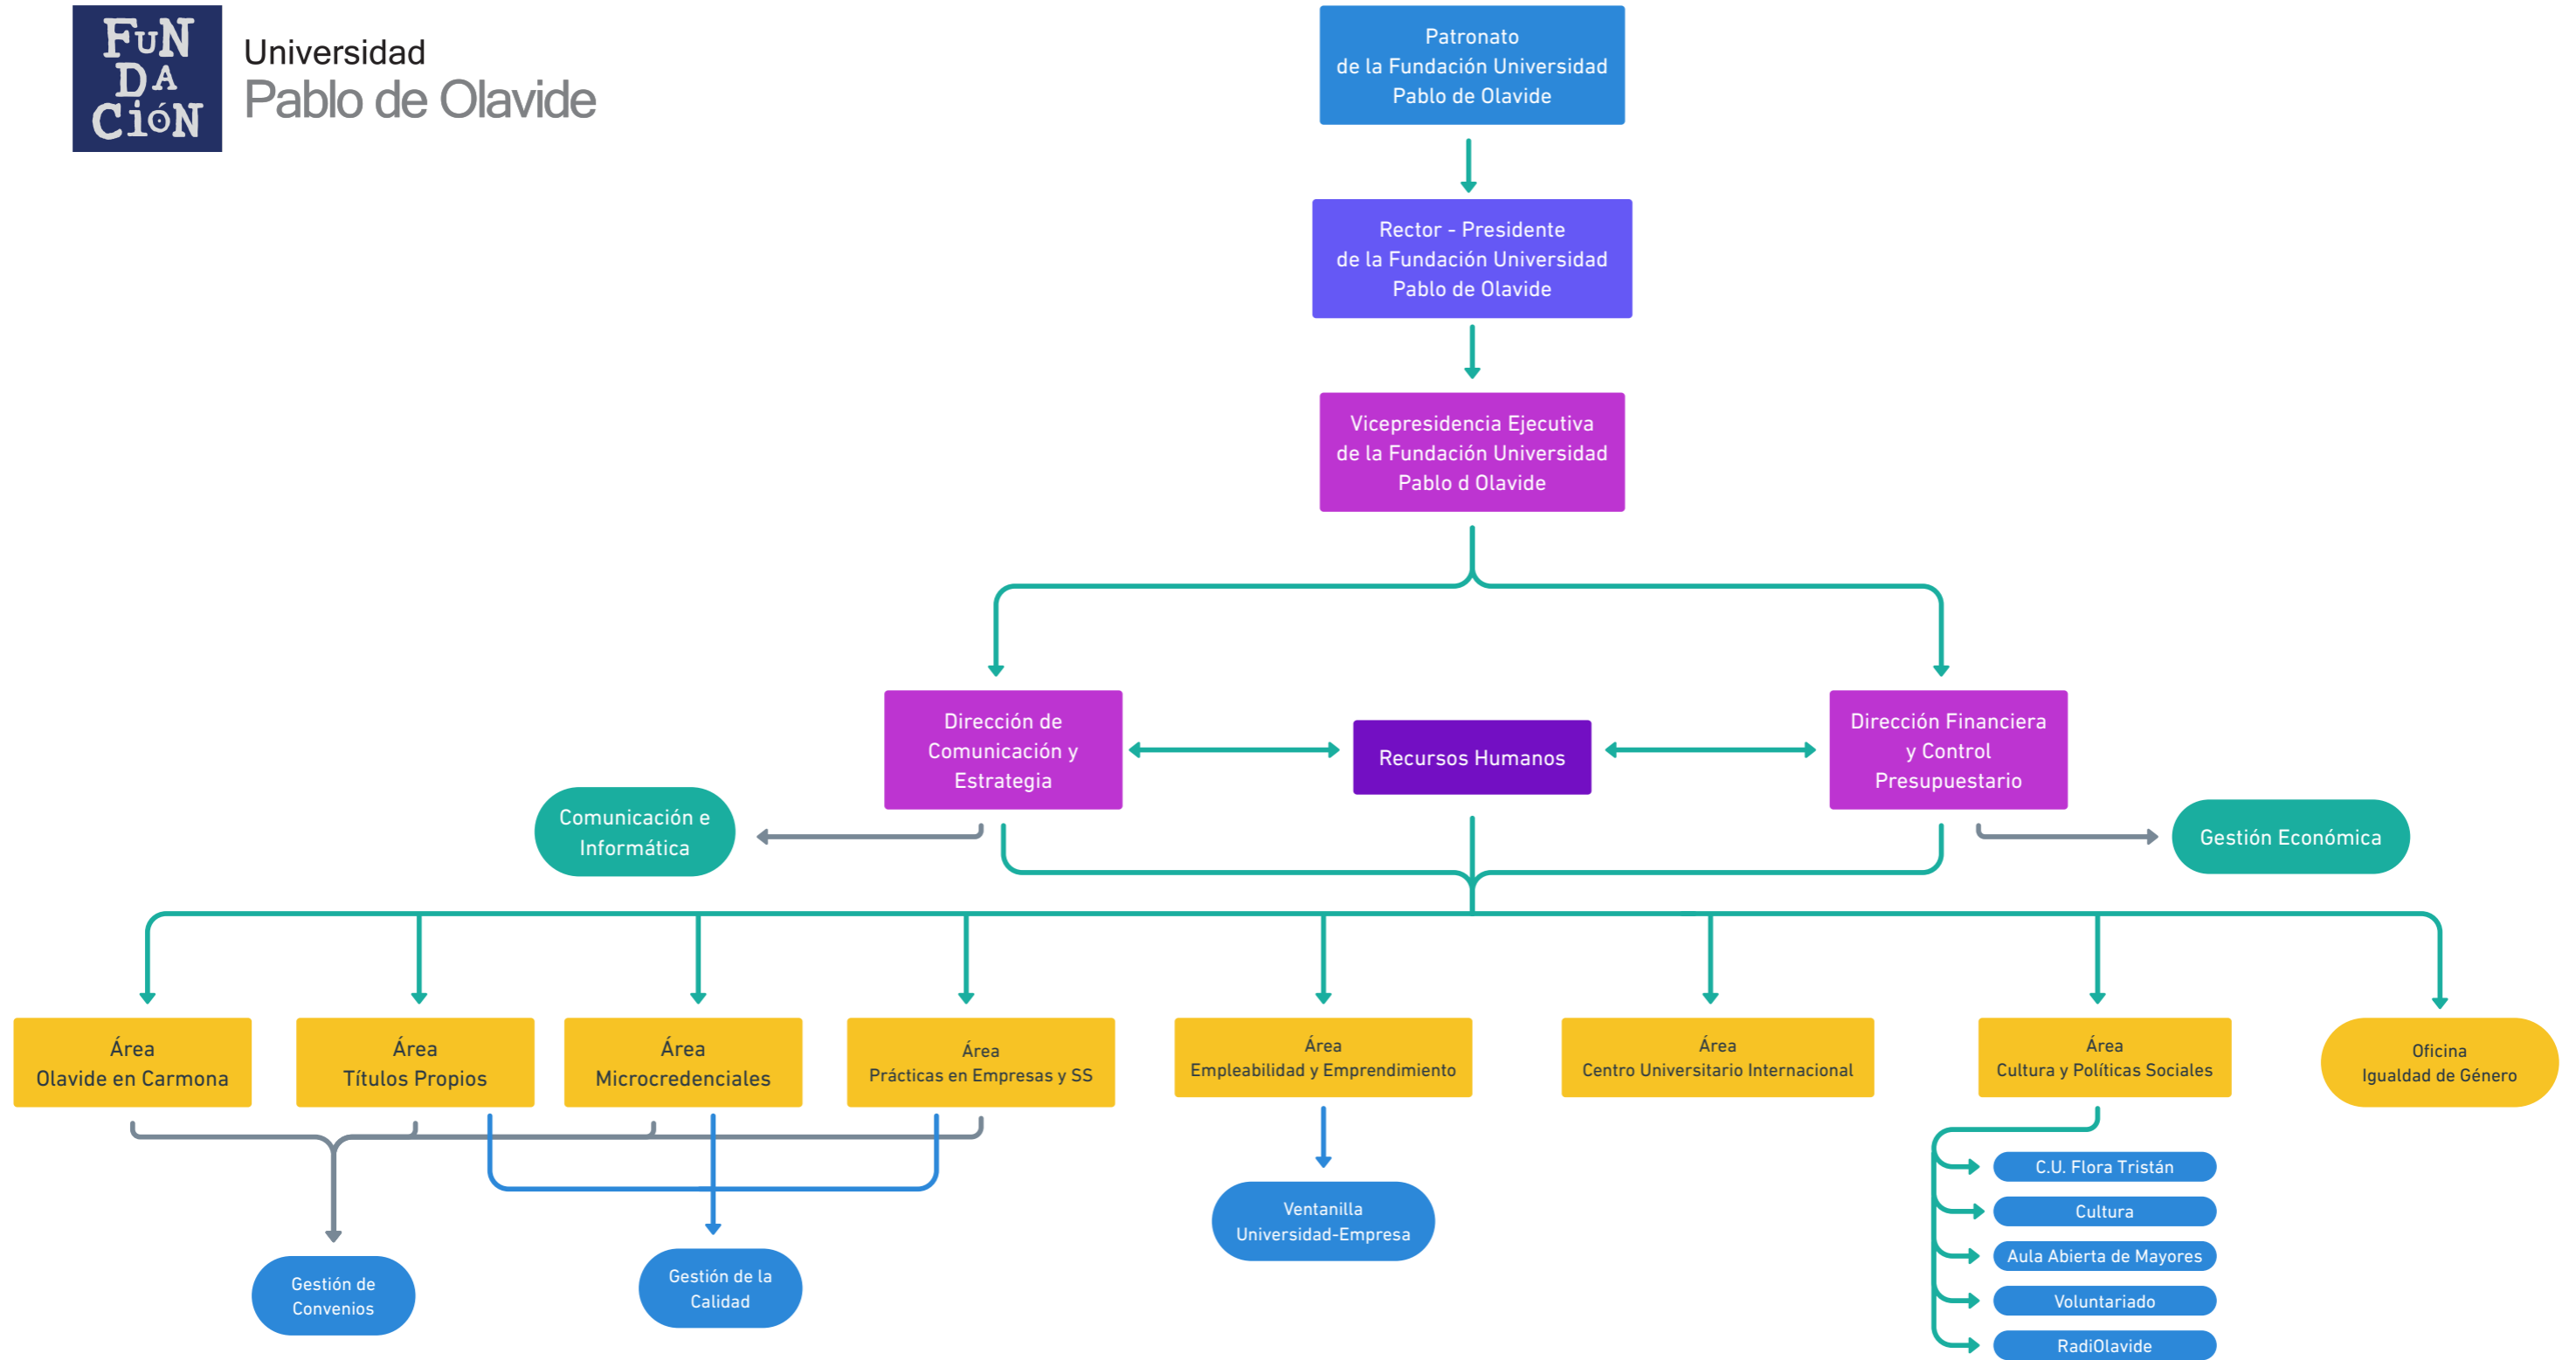 FuN
DA
CióN
Universidad
Pablo de Olavide
Patronato
de la Fundación Universidad
Pablo de Olavide
Rector - Presidente
de la Fundación Universidad
Pablo de Olavide
Vicepresidencia Ejecutiva
de la Fundación Universidad
Pablo d Olavide
Dirección de
Comunicación y
Estrategia
Recursos Humanos
Dirección Financiera
y Control
Presupuestario
Comunicación e
Informática
Gestión Económica
Área
Olavide en Carmona
Área
Títulos Propios
Área
Microcredenciales
Área
Prácticas en Empresas y SS
Área
Empleabilidad y Emprendimiento
Área
Centro Universitario Internacional
Área
Cultura y Políticas Sociales
Oficina
Igualdad de Género
Gestión de
Convenios
Gestión de la
Calidad
Ventanilla
Universidad-Empresa
C.U. Flora Tristán
Cultura
Aula Abierta de Mayores
Voluntariado
RadiOlavide